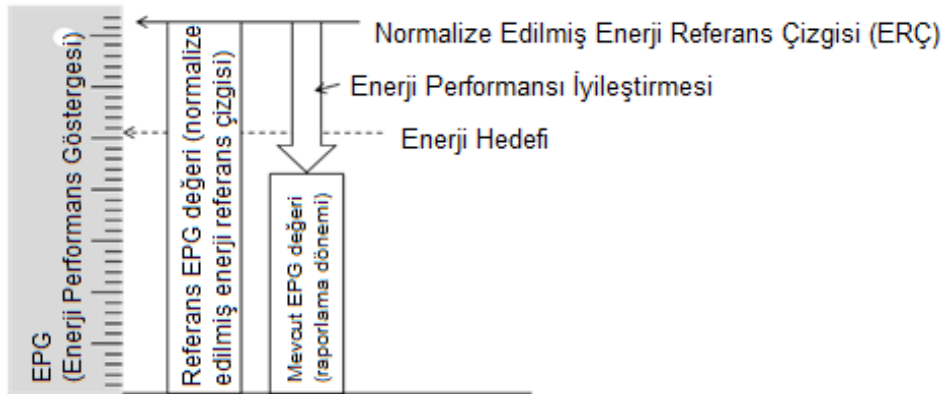 EPG
(Enerji Performans Göstergesi)
Referans EPG değeri (normalize
edilmiş enerji referans çizgisi)
Mevcut EPG değeri
(raporlama dönemi)
Normalize Edilmiş Enerji Referans Çizgisi (ERÇ)
Enerji Performansı İyileştirmesi
Enerji Hedefi